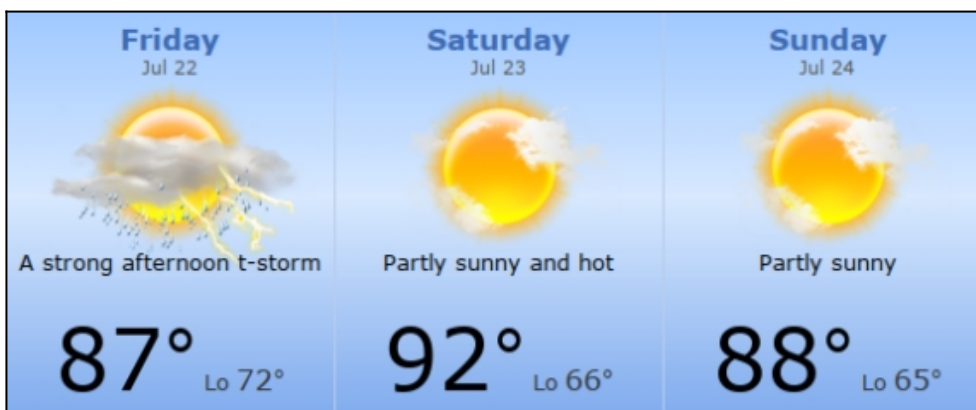 Friday
Jul 22
A strong afternoon t-storm
87° Lo 72°
Saturday
Jul 23
Partly sunny and hot
92° Lo 66°
Sunday
Jul 24
Partly sunny
88° Lo 65°